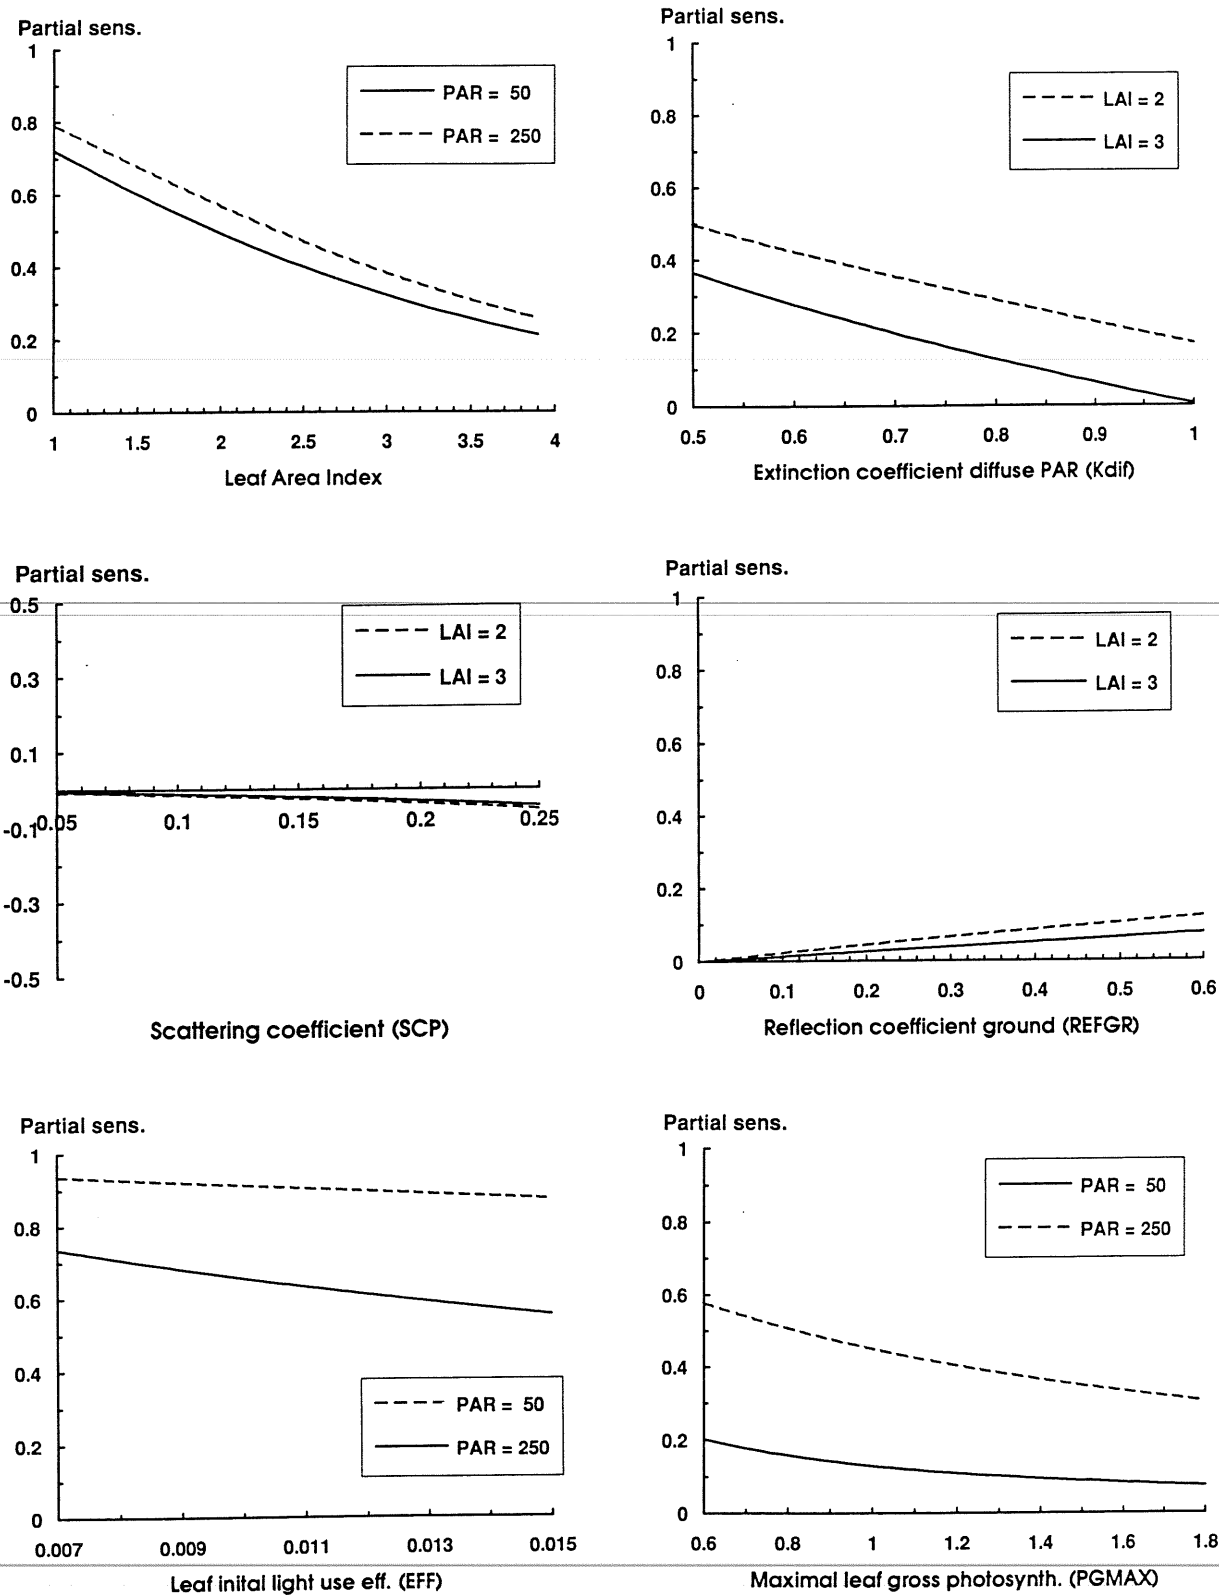 Partial sens.
1
0.8
0.6
0.4
0.2
0
PAR = 50
PAR = 250
1 1.5 2 2.5 3 3.5 4
Leaf Area Index
Partial sens.
1
0.8
0.6
0.4
0.2
0
LAI = 2
LAI = 3
0.5 0.6 0.7 0.8 0.9 1
Extinction coefficient diffuse PAR (Kdif)
Partial sens.
0.5
0.3
0.1
-0.1
-0.3
-0.5
LAI = 2
LAI = 3
0.05 0.1 0.15 0.2 0.25
Scattering coefficient (SCP)
Partial sens.
1
0.8
0.6
0.4
0.2
0
LAI = 2
LAI = 3
0 0.1 0.2 0.3 0.4 0.5 0.6
Reflection coefficient ground (REFGR)
Partial sens.
1
0.8
0.6
0.4
0.2
0
PAR = 50
PAR = 250
0.007 0.009 0.011 0.013 0.015
Leaf inital light use eff. (EFF)
Partial sens.
1
0.8
0.6
0.4
0.2
0
PAR = 50
PAR = 250
0.6 0.8 1 1.2 1.4 1.6 1.8
Maximal leaf gross photosynth. (PGMAX)